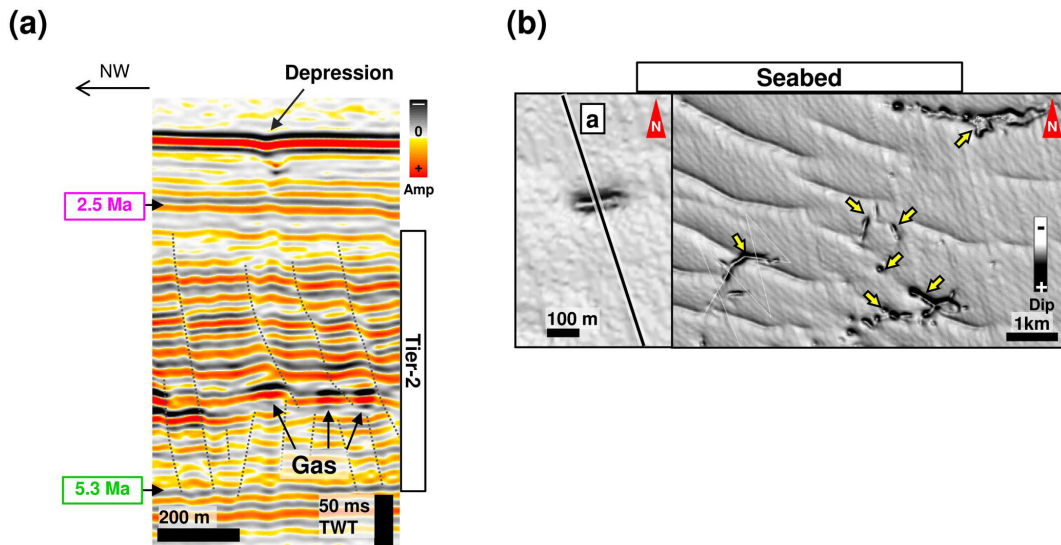 (a)
(b)
NW
Depression
Seabed
0
+
Amp
2.5 Ma
Tier-2
Gas
5.3 Ma
200 m
50 ms
TWT
a
N
100 m
N
-
+
Dip
1km